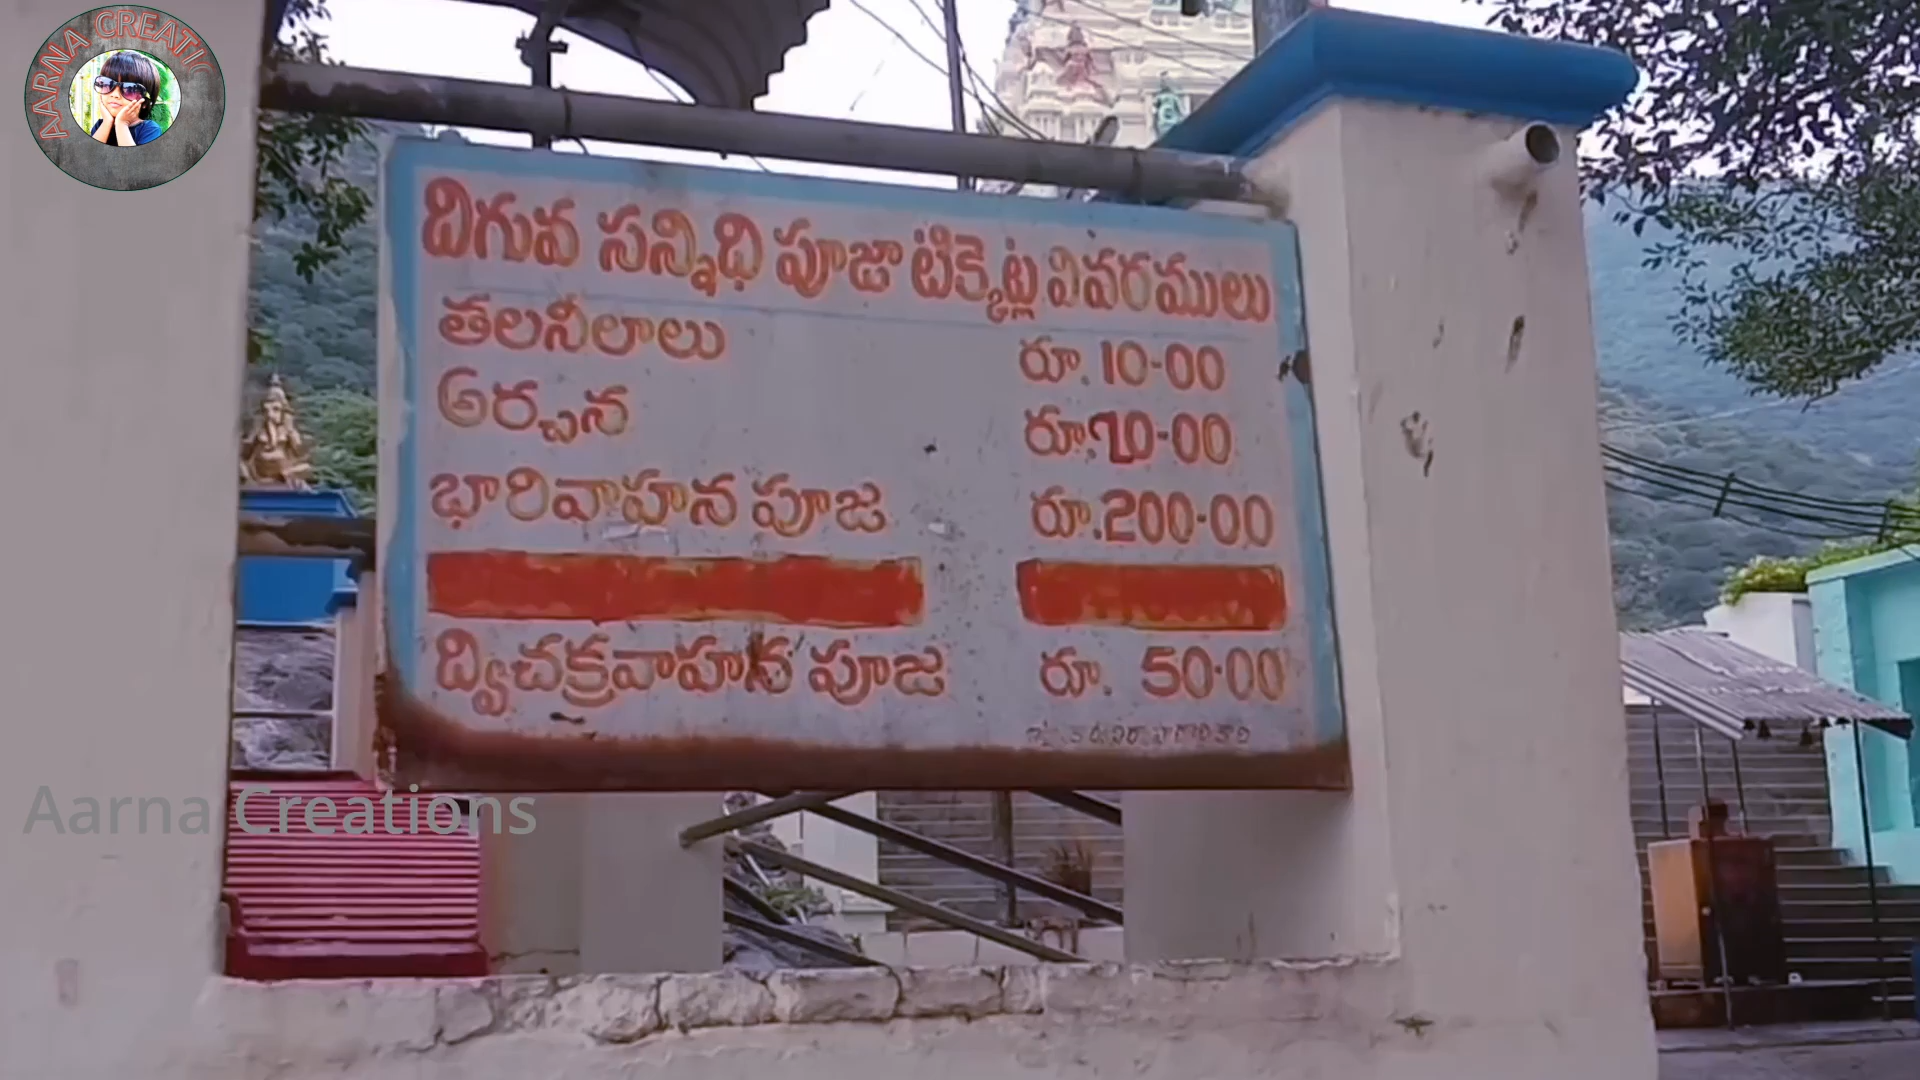 AARNA CREATIC
దిగువ సన్నిధి పూజా టిక్కెట్ల వివరములు
తలనీలాలు రూ. 10-00
అర్చన రూ. 10-00
భారివాహన పూజ రూ. 200-00
ద్విచక్రవాహన పూజ రూ. 50-00
Aarna Creations